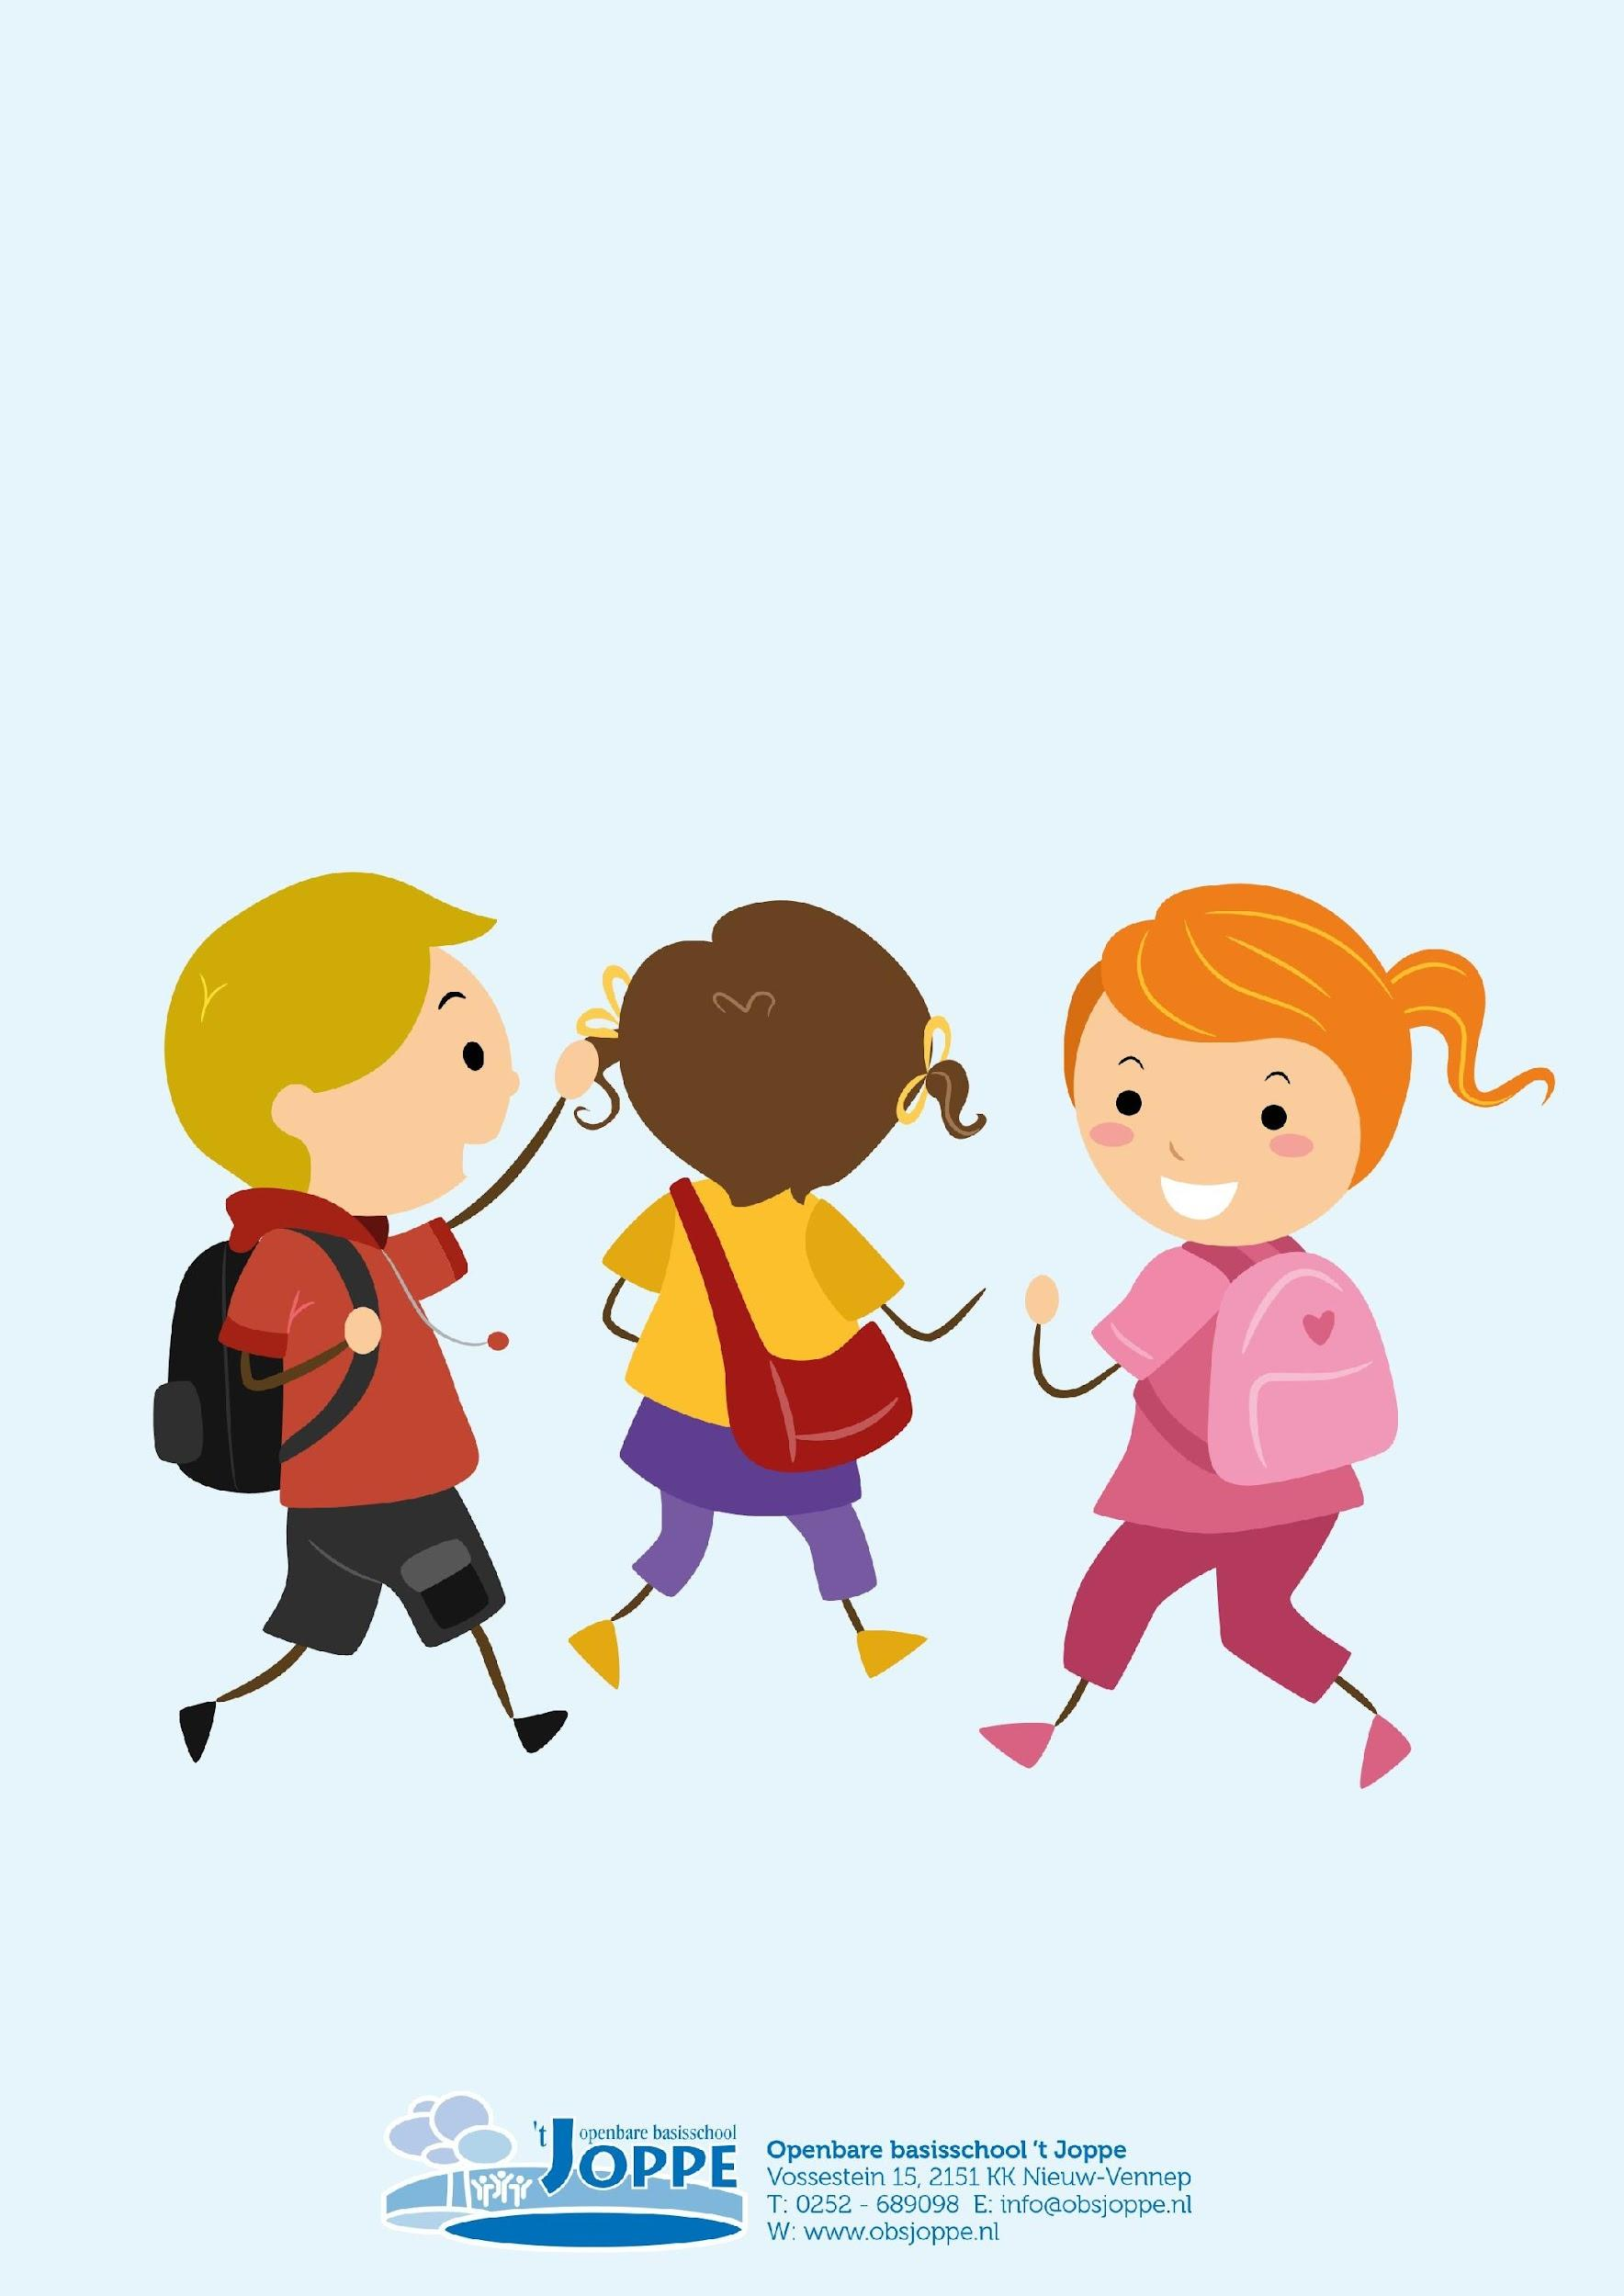 't openbare basisschool
JOPPE
Openbare basisschool 't Joppe
Vossestein 15, 2151 KK Nieuw-Vennep
T: 0252 - 689098 E: info@obsjoppe.nl
W: www.obsjoppe.nl